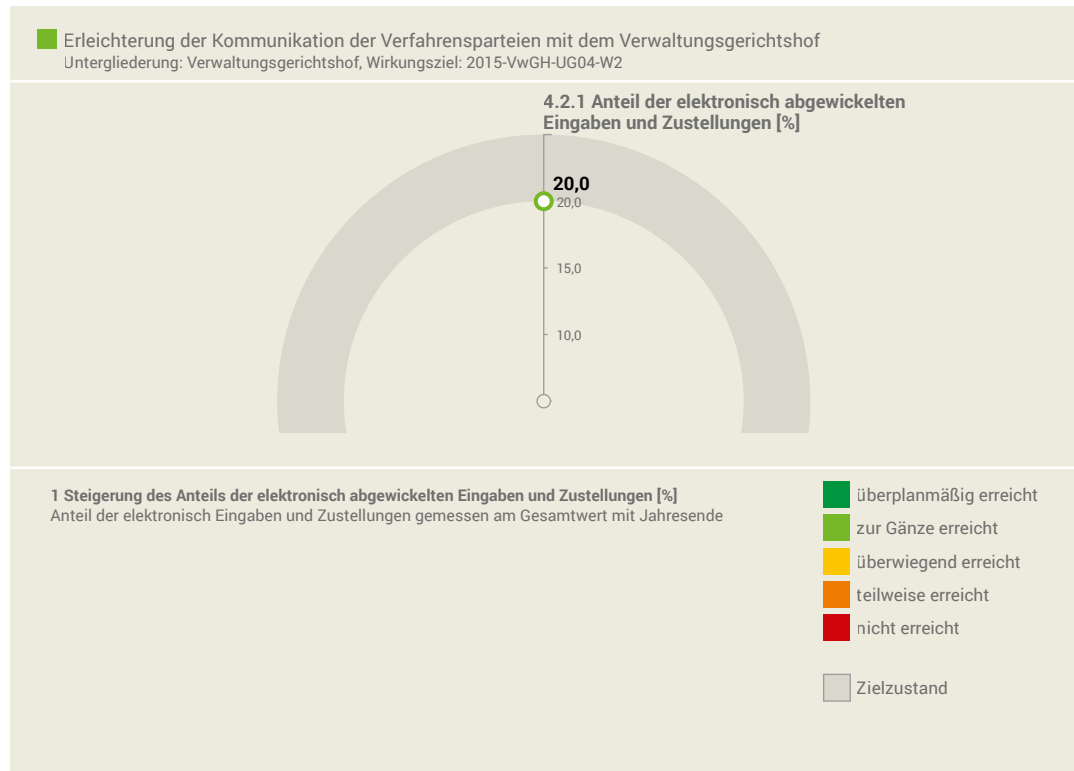 Erleichterung der Kommunikation der Verfahrensparteien mit dem Verwaltungsgerichtshof
Untergliederung: Verwaltungsgerichtshof, Wirkungsziel: 2015-VwGH-UG04-W2
4.2.1 Anteil der elektronisch abgewickelten
Eingaben und Zustellungen [%]
20,0
20,0
15,0
10,0
1 Steigerung des Anteils der elektronisch abgewickelten Eingaben und Zustellungen [%]
Anteil der elektronisch Eingaben und Zustellungen gemessen am Gesamtwert mit Jahresende
überplanmäßig erreicht
zur Gänze erreicht
überwiegend erreicht
teilweise erreicht
nicht erreicht
Zielzustand